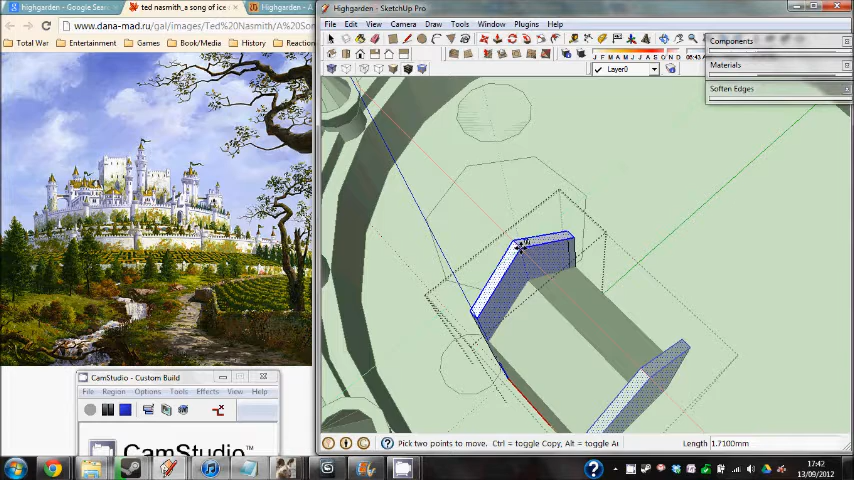 highgarden - Google Sear
ted nasmith_a song of ice
Highgarden
www.dana-mad.ru/gal/images/Ted%20Nasmith/A%20So
Total War
Entertainment
Games
Book/Media
History
Reaction
Highgarden - SketchUp Pro
File Edit View Camera Draw Tools Window Plugins Help
J F M A M J J A S O N D
Layer0
Components
Materials
Soften Edges
CamStudio - Custom Build
File Region Options Tools Effects View Help
CamStudio™
Pick two points to move. Ctrl = toggle Copy, Alt = toggle Au
Length 1.7100mm
17:42
13/09/2012